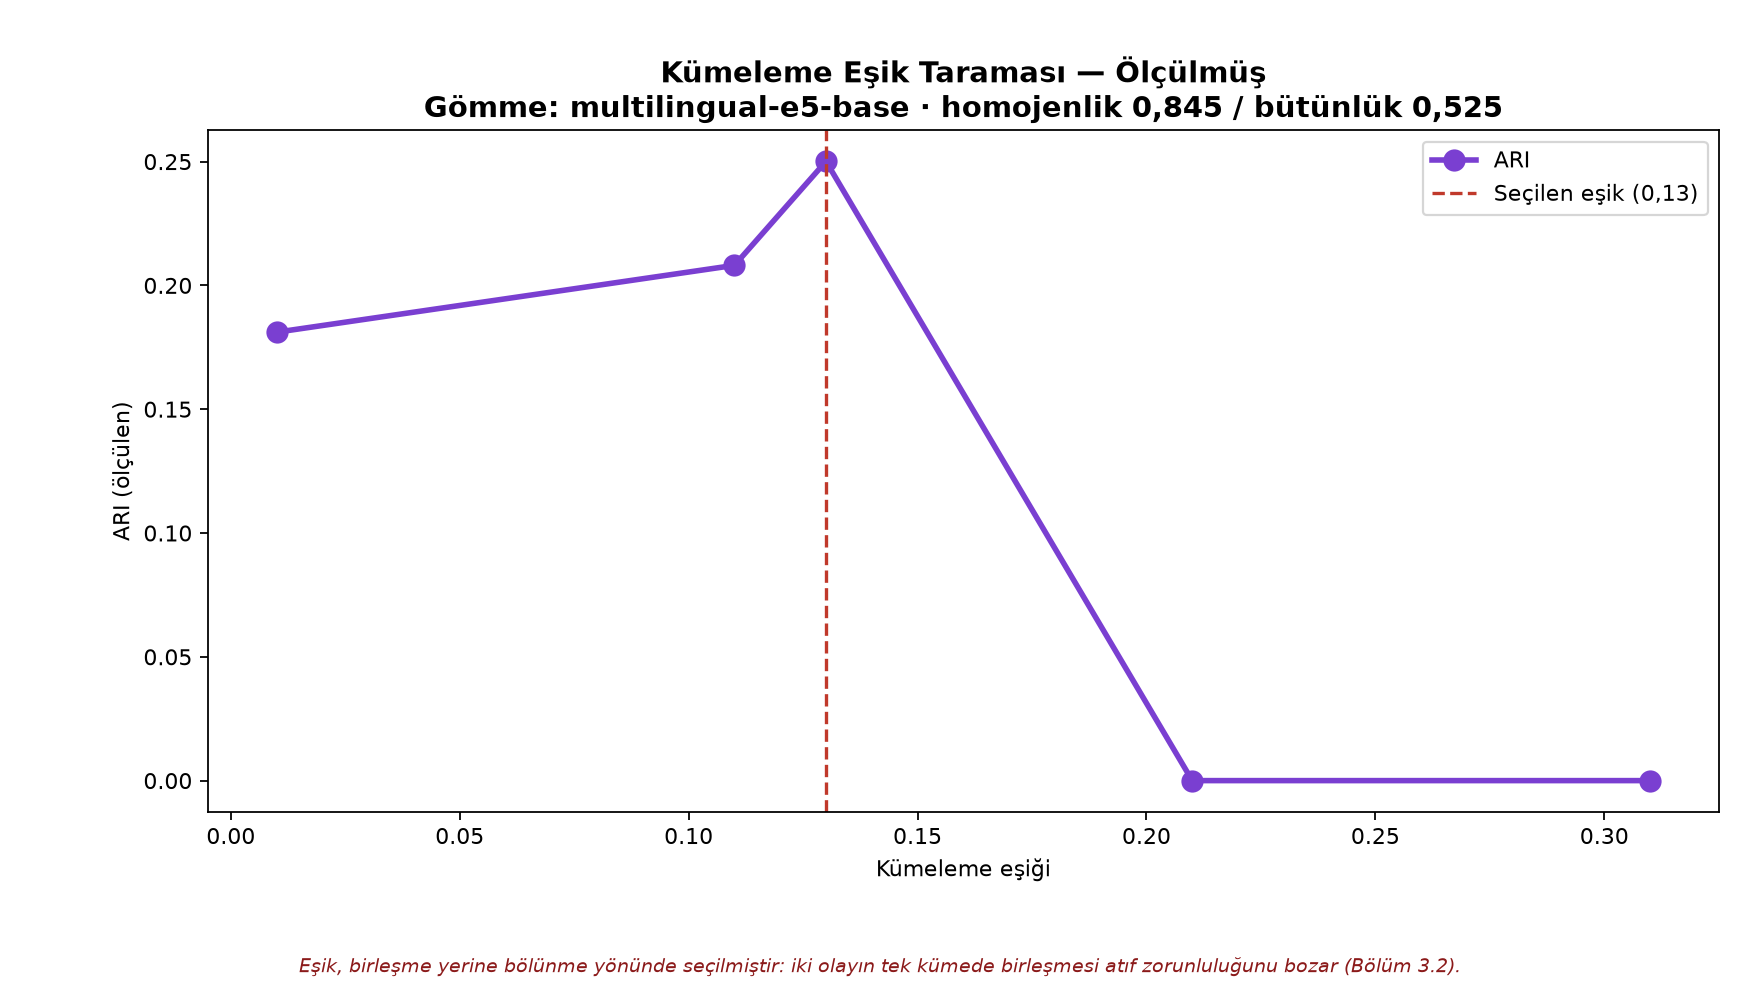 Kümeleme Eşik Taraması — Ölçülmüş
Gömme: multilingual-e5-base · homojenlik 0,845 / bütünlük 0,525
ARI
Seçilen eşik (0,13)
ARI (ölçülen)
0.25
0.20
0.15
0.10
0.05
0.00
0.00 0.05 0.10 0.15 0.20 0.25 0.30
Kümeleme eşiği
Eşik, birleşme yerine bölünme yönünde seçilmiştir: iki olayın tek kümede birleşmesi atıf zorunluluğunu bozar (Bölüm 3.2).